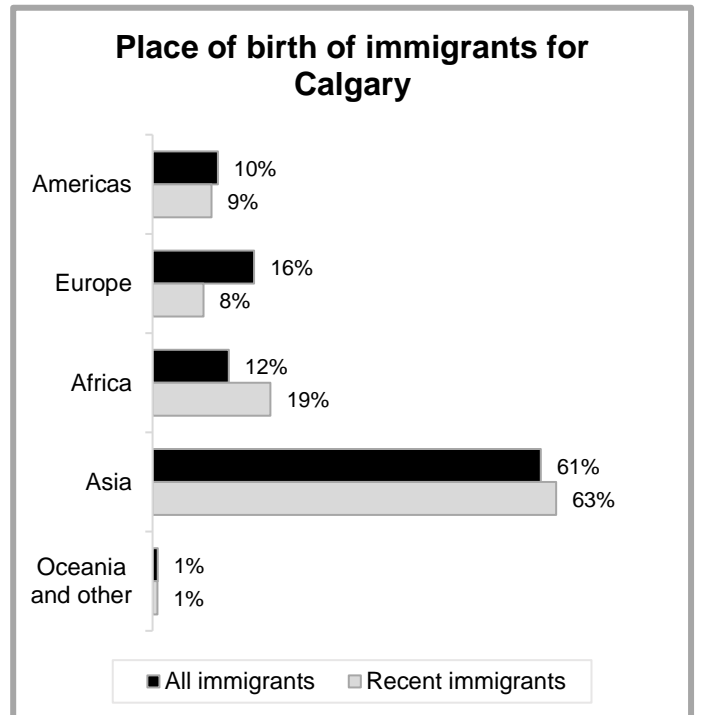 Place of birth of immigrants for
Calgary
Americas
10%
9%
Europe
16%
8%
Africa
12%
19%
Asia
61%
63%
Oceania
and other
1%
1%
All immigrants
Recent immigrants